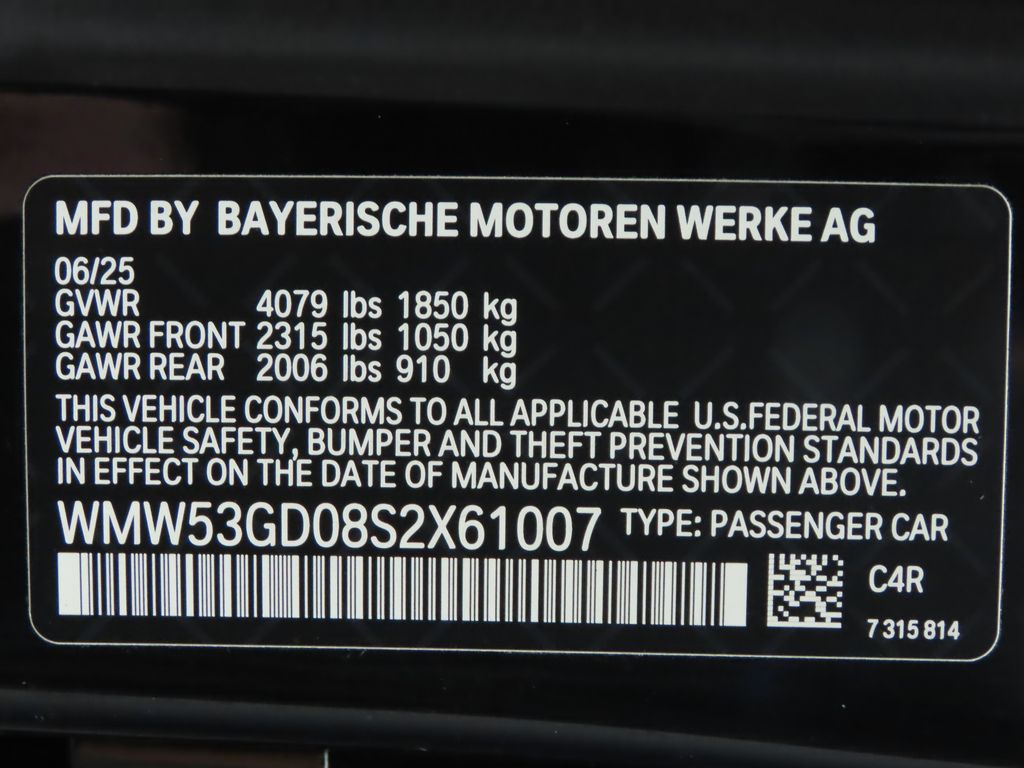 MFD BY BAYERISCHE MOTOREN WERKE AG
06/25
GVWR 4079 lbs 1850 kg
GAWR FRONT 2315 lbs 1050 kg
GAWR REAR 2006 lbs 910 kg
THIS VEHICLE CONFORMS TO ALL APPLICABLE U.S.FEDERAL MOTOR
VEHICLE SAFETY, BUMPER AND THEFT PREVENTION STANDARDS
IN EFFECT ON THE DATE OF MANUFACTURE SHOWN ABOVE.
WMW53GD08S2X61007 TYPE: PASSENGER CAR
C4R
7 315 814